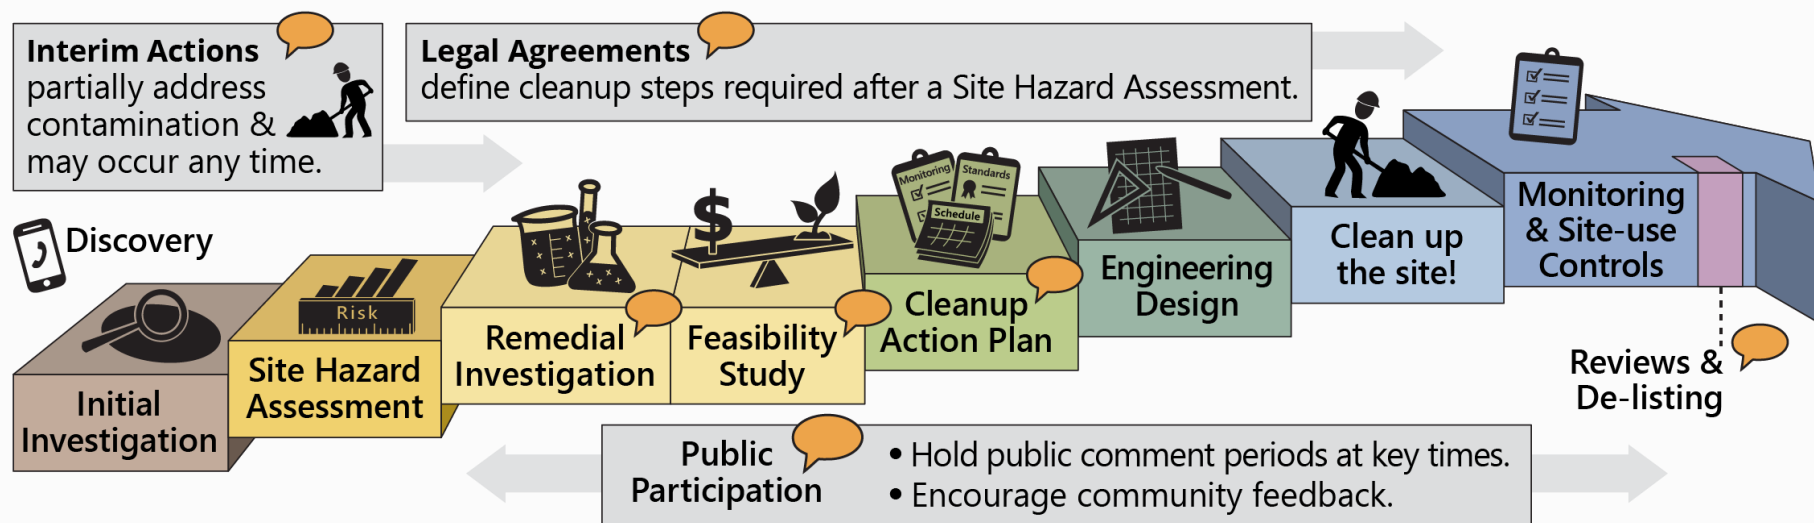 Interim Actions
partially address
contamination &
may occur any time.
Legal Agreements
define cleanup steps required after a Site Hazard Assessment.
Discovery
Initial
Investigation
Risk
Site Hazard
Assessment
Remedial
Investigation
$
Feasibility
Study
Monitoring
Standards
Schedule
Cleanup
Action Plan
Engineering
Design
Clean up
the site!
Monitoring
& Site-use
Controls
Reviews &
De-listing
Public
Participation
• Hold public comment periods at key times.
• Encourage community feedback.